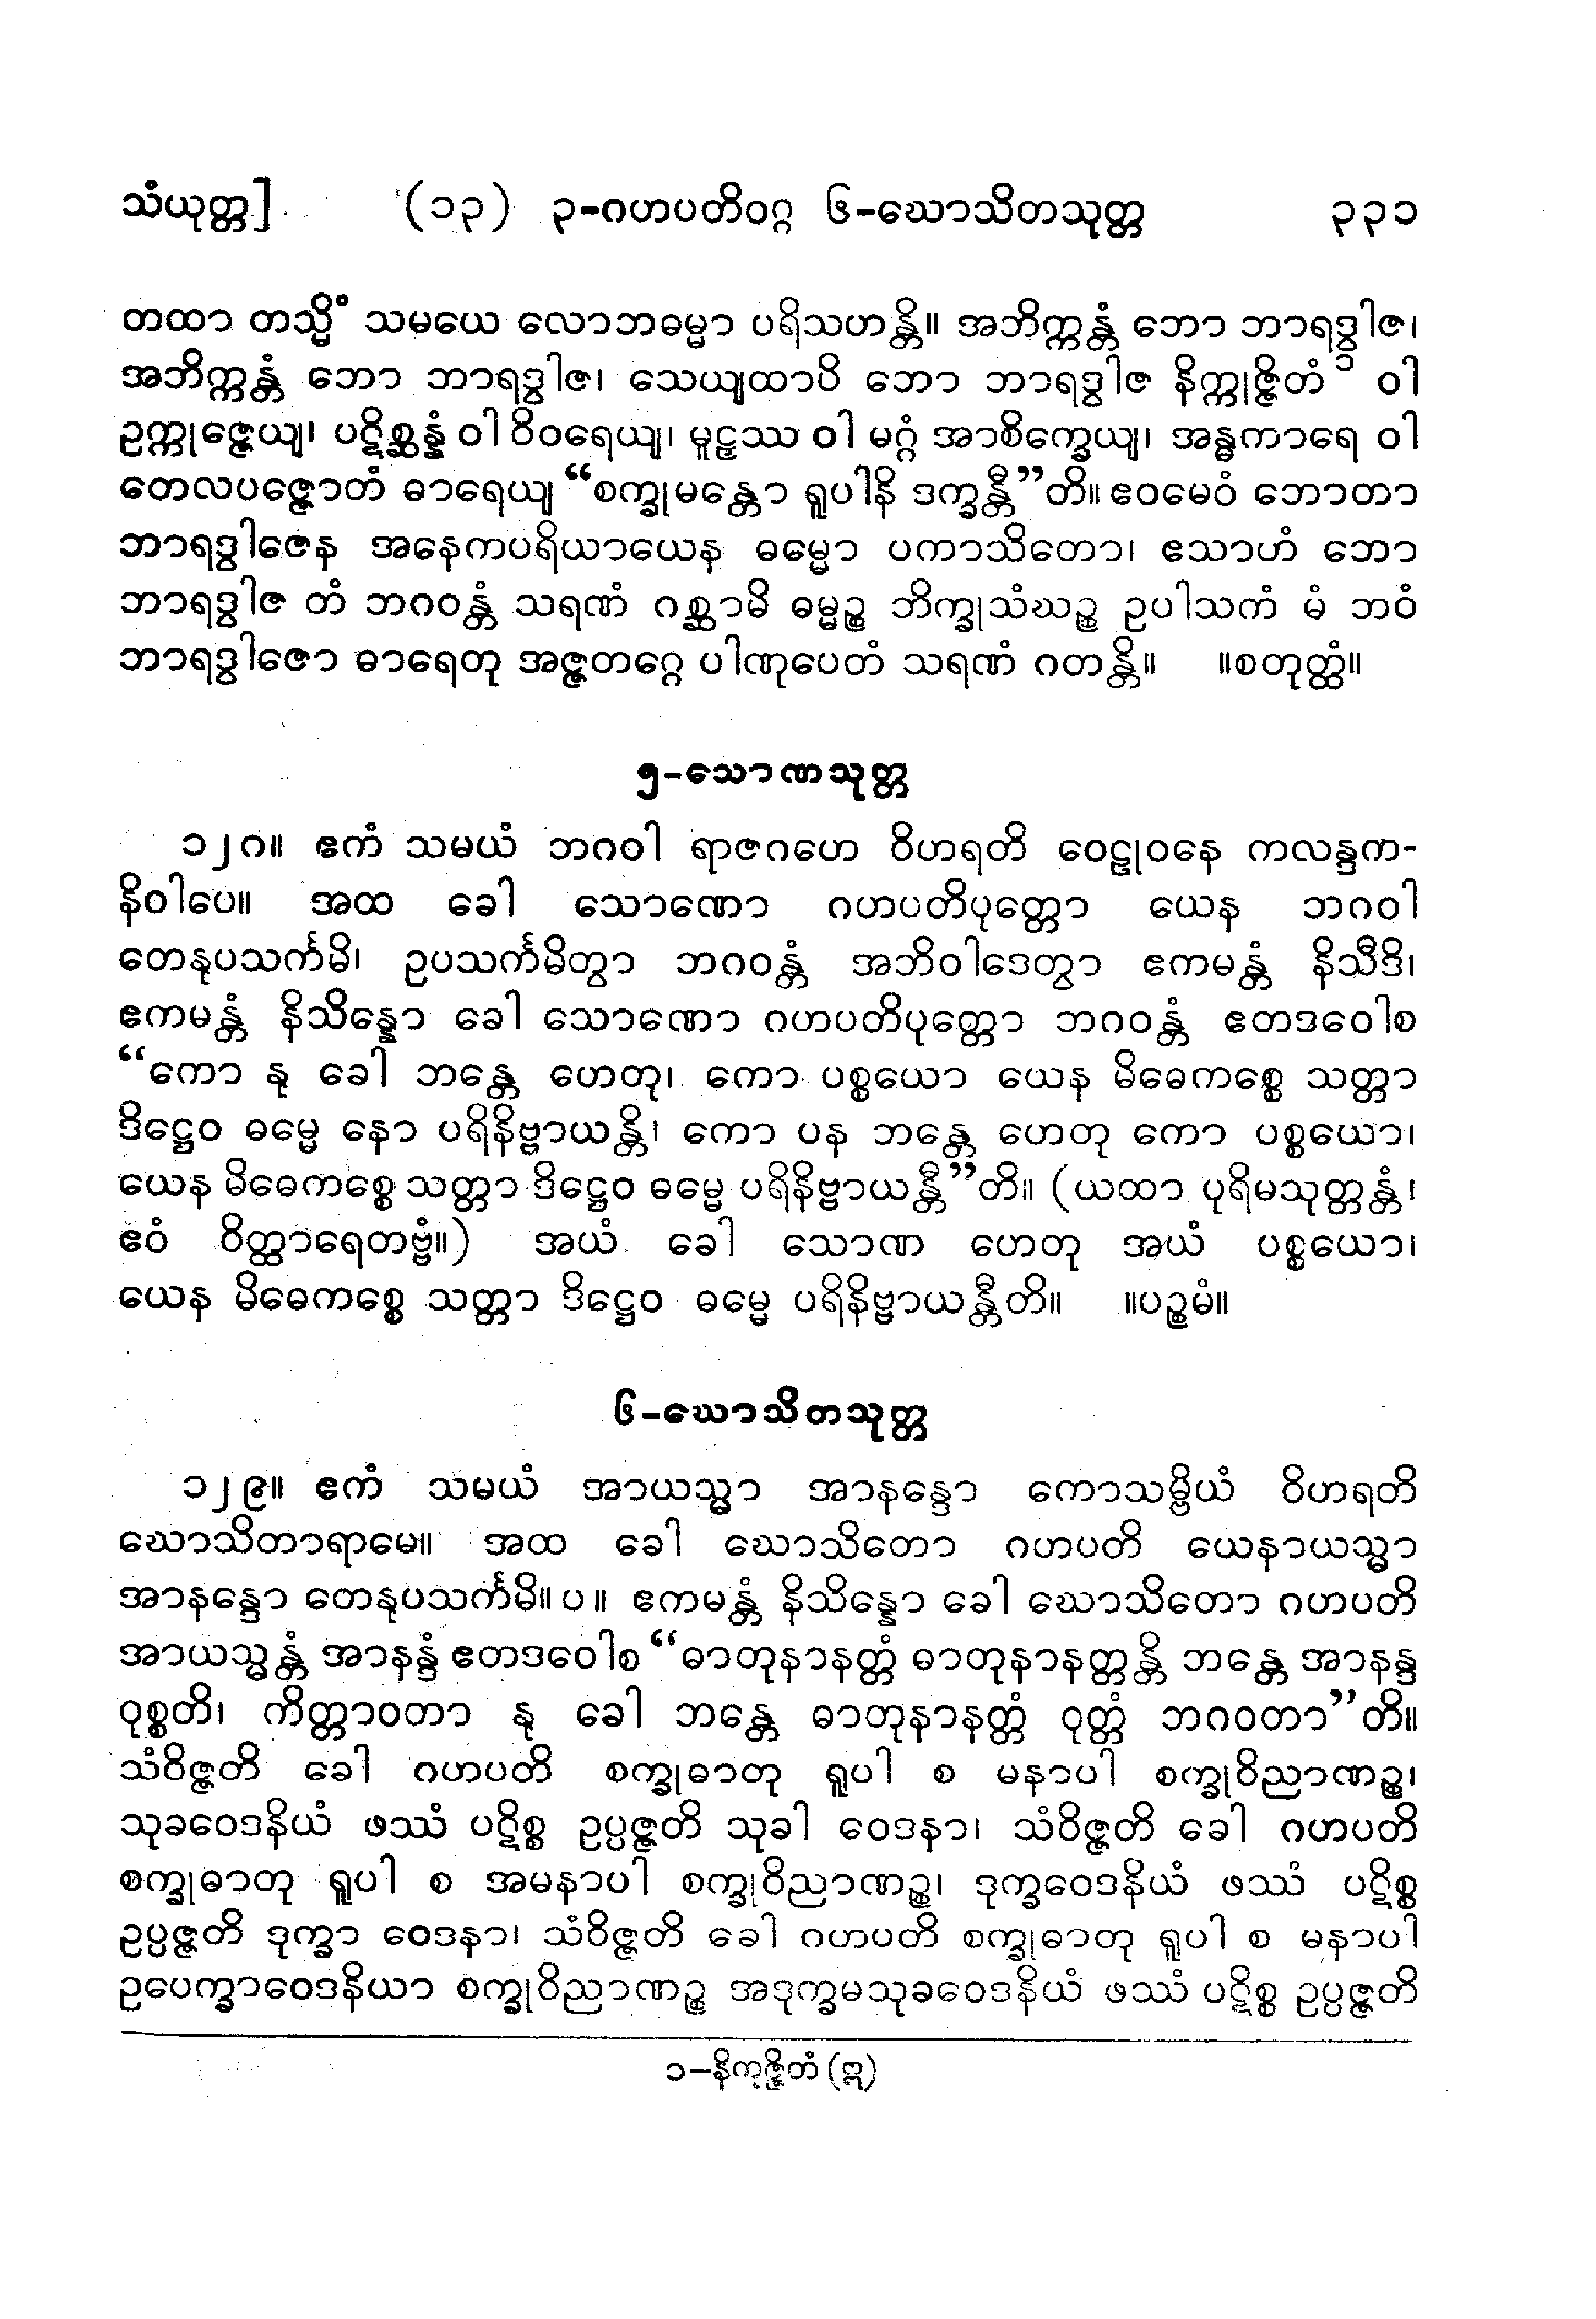 သံယုတ္တ] (၁၃) ၃-ဂဟပတိဝဂ္ဂ ၆-ဃောသိတသုတ္တ ၃၃၁
တထာ တသ္မိံ သမယေ လောဘဓမ္မာ ပရိသဟန္တိ။ အဘိက္ကန္တံ ဘော ဘာရဒွါဇ၊
အဘိက္ကန္တံ ဘော ဘာရဒွါဇ၊ သေယျထာပိ ဘော ဘာရဒွါဇ နိက္ကုဇ္ဇိတံ ၁ ဝါ
ဥက္ကုဇ္ဇေယျ၊ ပဋိစ္ဆန္နံ ဝါ ဝိဝရေယျ၊ မူဠှဿ ဝါ မဂ္ဂံ အာစိက္ခေယျ၊ အန္ဓကာရေ ဝါ
တေလပဇ္ဇောတံ ဓာရေယျ “စက္ခုမန္တော ရူပါနိ ဒက္ခန္တီ”တိ။ ဧဝမေဝံ ဘောတာ
ဘာရဒွါဇေန အနေကပရိယာယေန ဓမ္မော ပကာသိတော၊ ဧသာဟံ ဘော
ဘာရဒွါဇ တံ ဘဂဝန္တံ သရဏံ ဂစ္ဆာမိ ဓမ္မဉ္စ ဘိက္ခုသံဃဉ္စ ဥပါသကံ မံ ဘဝံ
ဘာရဒွါဇော ဓာရေတု အဇ္ဇတဂ္ဂေ ပါဏုပေတံ သရဏံ ဂတန္တိ။ ။စတုတ္ထံ။
၅-သောဏသုတ္တ
၁၂၈။ ဧကံ သမယံ ဘဂဝါ ရာဇဂဟေ ဝိဟရတိ ဝေဠုဝနေ ကလန္ဒက-
နိဝါပေ။ အထ ခေါ သောဏော ဂဟပတိပုတ္တော ယေန ဘဂဝါ
တေနုပသင်္ကမိ၊ ဥပသင်္ကမိတွာ ဘဂဝန္တံ အဘိဝါဒေတွာ ဧကမန္တံ နိသီဒိ၊
ဧကမန္တံ နိသိန္နော ခေါ သောဏော ဂဟပတိပုတ္တော ဘဂဝန္တံ ဧတဒဝေါစ
“ကော နု ခေါ ဘန္တေ ဟေတု၊ ကော ပစ္စယော ယေန မိဓေကစ္စေ သတ္တာ
ဒိဋ္ဌေဝ ဓမ္မေ နော ပရိနိဗ္ဗာယန္တိ၊ ကော ပန ဘန္တေ ဟေတု ကော ပစ္စယော၊
ယေန မိဓေကစ္စေ သတ္တာ ဒိဋ္ဌေဝ ဓမ္မေ ပရိနိဗ္ဗာယန္တီ”တိ။ (ယထာ ပုရိမသုတ္တန္တံ၊
ဧဝံ ဝိတ္ထာရေတဗ္ဗံ။) အယံ ခေါ သောဏ ဟေတု အယံ ပစ္စယော၊
ယေန မိဓေကစ္စေ သတ္တာ ဒိဋ္ဌေဝ ဓမ္မေ ပရိနိဗ္ဗာယန္တီတိ။ ။ပဉ္စမံ။
၆-ဃောသိတသုတ္တ
၁၂၉။ ဧကံ သမယံ အာယသ္မာ အာနန္ဒော ကောသမ္ဗိယံ ဝိဟရတိ
ဃောသိတာရာမေ။ အထ ခေါ ဃောသိတော ဂဟပတိ ယေနာယသ္မာ
အာနန္ဒော တေနုပသင်္ကမိ။ ပ ။ ဧကမန္တံ နိသိန္နော ခေါ ဃောသိတော ဂဟပတိ
အာယသ္မန္တံ အာနန္ဒံ ဧတဒဝေါစ “ဓာတုနာနတ္တံ ဓာတုနာနတ္တန္တိ ဘန္တေ အာနန္ဒ
ဝုစ္စတိ၊ ကိတ္တာဝတာ နု ခေါ ဘန္တေ ဓာတုနာနတ္တံ ဝုတ္တံ ဘဂဝတာ”တိ။
သံဝိဇ္ဇတိ ခေါ ဂဟပတိ စက္ခုဓာတု ရူပါ စ မနာပါ စက္ခုဝိညာဏဉ္စ၊
သုခဝေဒနိယံ ဖဿံ ပဋိစ္စ ဥပ္ပဇ္ဇတိ သုခါ ဝေဒနာ၊ သံဝိဇ္ဇတိ ခေါ ဂဟပတိ
စက္ခုဓာတု ရူပါ စ အမနာပါ စက္ခုဝိညာဏဉ္စ၊ ဒုက္ခဝေဒနိယံ ဖဿံ ပဋိစ္စ
ဥပ္ပဇ္ဇတိ ဒုက္ခာ ဝေဒနာ၊ သံဝိဇ္ဇတိ ခေါ ဂဟပတိ စက္ခုဓာတု ရူပါ စ မနာပါ
ဥပေက္ခာဝေဒနိယာ စက္ခုဝိညာဏဉ္စ အဒုက္ခမသုခဝေဒနိယံ ဖဿံ ပဋိစ္စ ဥပ္ပဇ္ဇတိ
၁–နိကုဇ္ဇိတံ (ဣ)